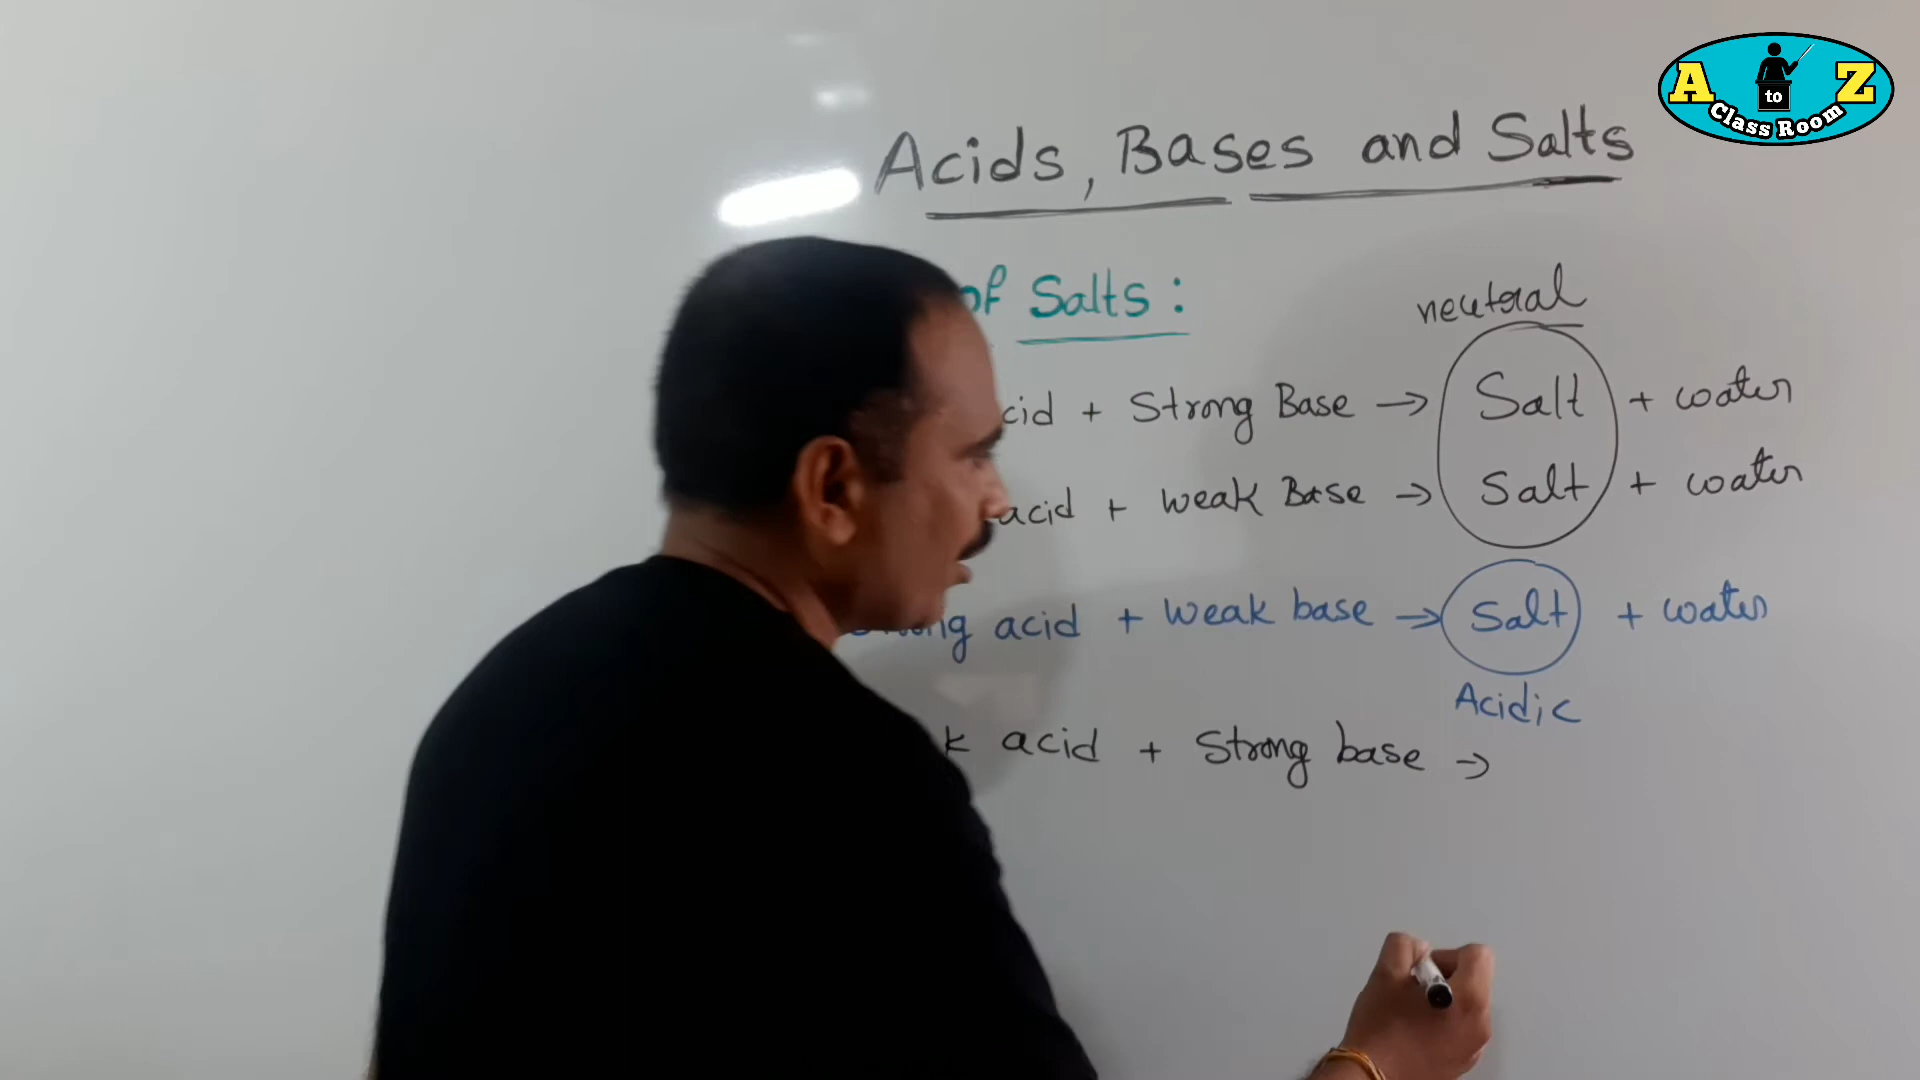 A to Z
Class Room
Acids, Bases and Salts
of Salts :
neutral
cid + Strong Base → Salt + water
acid + weak Base → Salt + water
acid + weak base → Salt + water
Acidic
k acid + Strong base →